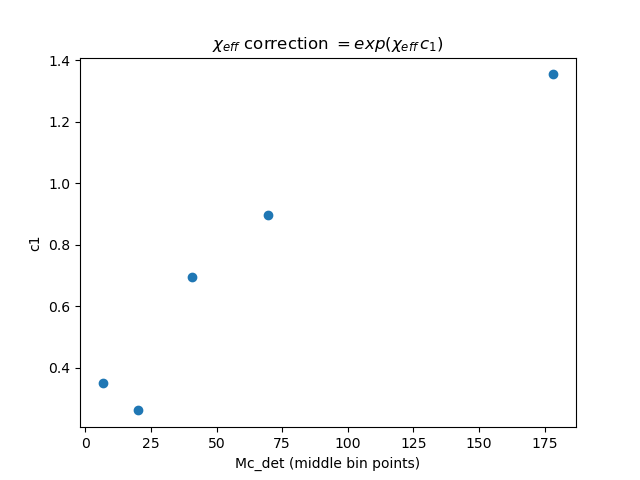 χ_eff correction = exp(χ_eff c_1)
1.4
1.2
1.0
0.8
0.6
0.4
c1
0 25 50 75 100 125 150 175
Mc_det (middle bin points)